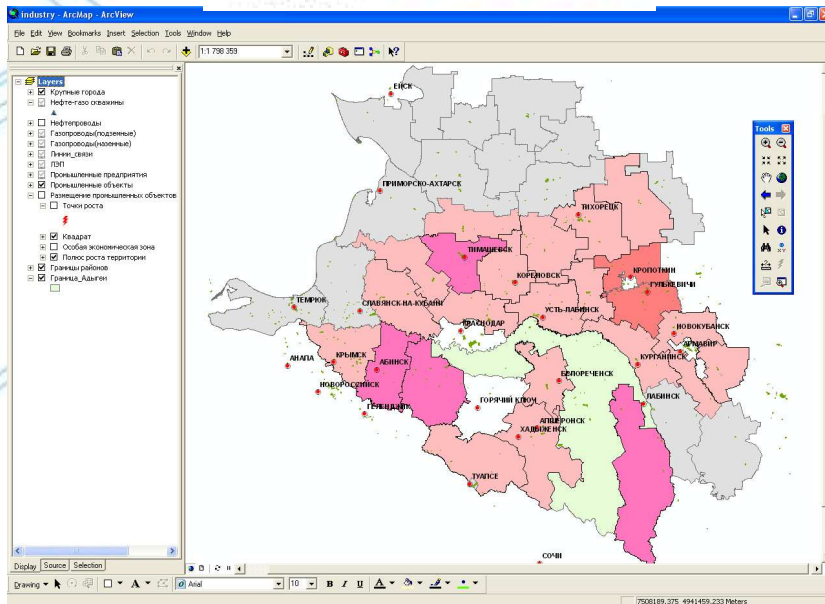 industry - ArcMap - ArcView
File Edit View Bookmarks Insert Selection Tools Window Help
1:1 798 359
Layers
Крупные города
Нефте-газо скважины
Нефтепроводы
Газопроводы(подземные)
Газопроводы(наземные)
Линии_связи
ЛЭП
Промышленные предприятия
Промышленные объекты
Размещение промышленных объектов
Точки роста
Квадрат
Особая экономическая зона
Полюс роста территории
Границы районов
Граница_Адыгеи
Display Source Selection
Tools
ЕЙСК
ПРИМОРСКО-АХТАРСК
ТИХОРЕЦК
ТИМАШЕВСК
КОРЕНОВСК
КРОПОТКИН
ГУЛЬКЕВИЧИ
ТЕМРЮК
СЛАВЯНСК-НА-КУБАНИ
КРАСНОДАР
УСТЬ-ЛАБИНСК
НОВОКУБАНСК
АРМАВИР
АНАПА
КРЫМСК
АБИНСК
КУРГАНИНСК
БЕЛОРЕЧЕНСК
НОВОРОССИЙСК
ГЕЛЕНДЖИК
ГОРЯЧИЙ КЛЮЧ
ЛАБИНСК
АПШЕРОНСК
ХАДЫЖЕНСК
ТУАПСЕ
СОЧИ
Drawing
Arial
10
B I U A
7508189,375 4941459,233 Meters